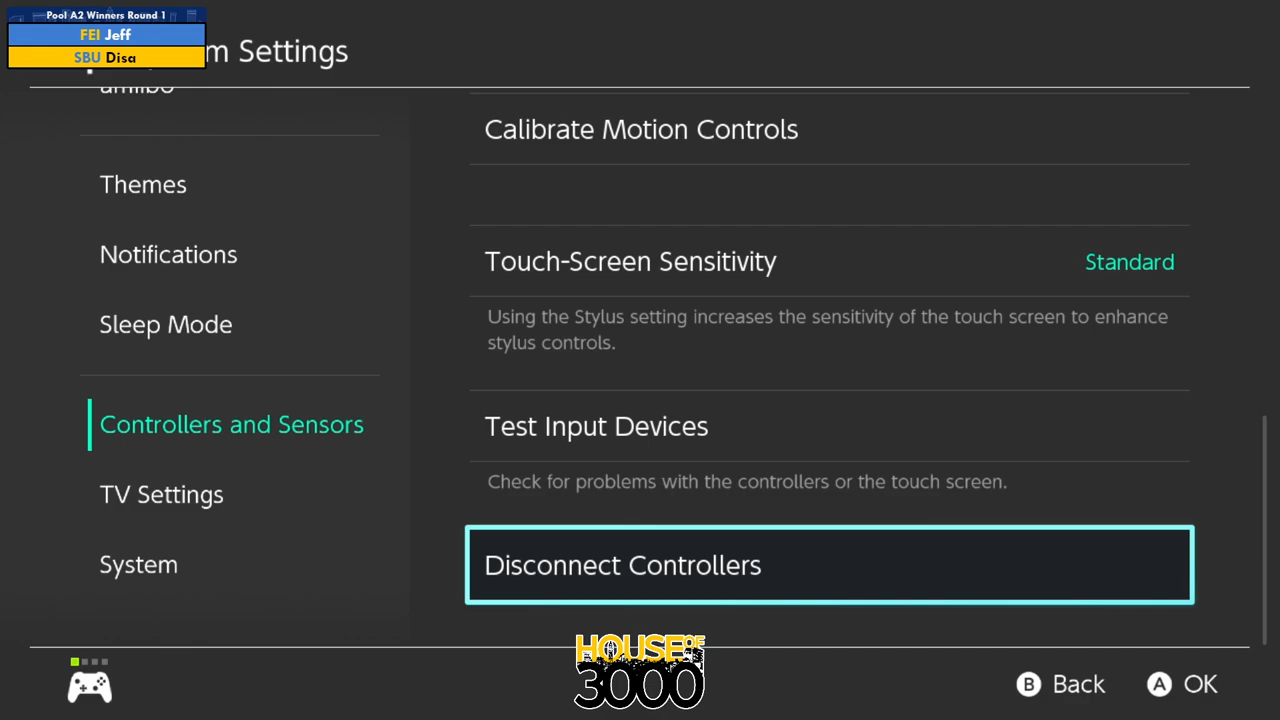 Pool A2 Winners Round 1
FEI Jeff
SBU Disa
m Settings
amiibo
Themes
Notifications
Sleep Mode
Controllers and Sensors
TV Settings
System
Calibrate Motion Controls
Touch-Screen Sensitivity Standard
Using the Stylus setting increases the sensitivity of the touch screen to enhance
stylus controls.
Test Input Devices
Check for problems with the controllers or the touch screen.
Disconnect Controllers
HOUSE OF
3000
B Back A OK